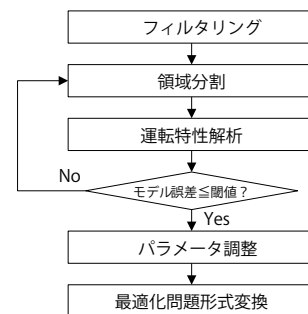 フィルタリング
領域分割
運転特性解析
No
モデル誤差≦閾値？
Yes
パラメータ調整
最適化問題形式変換